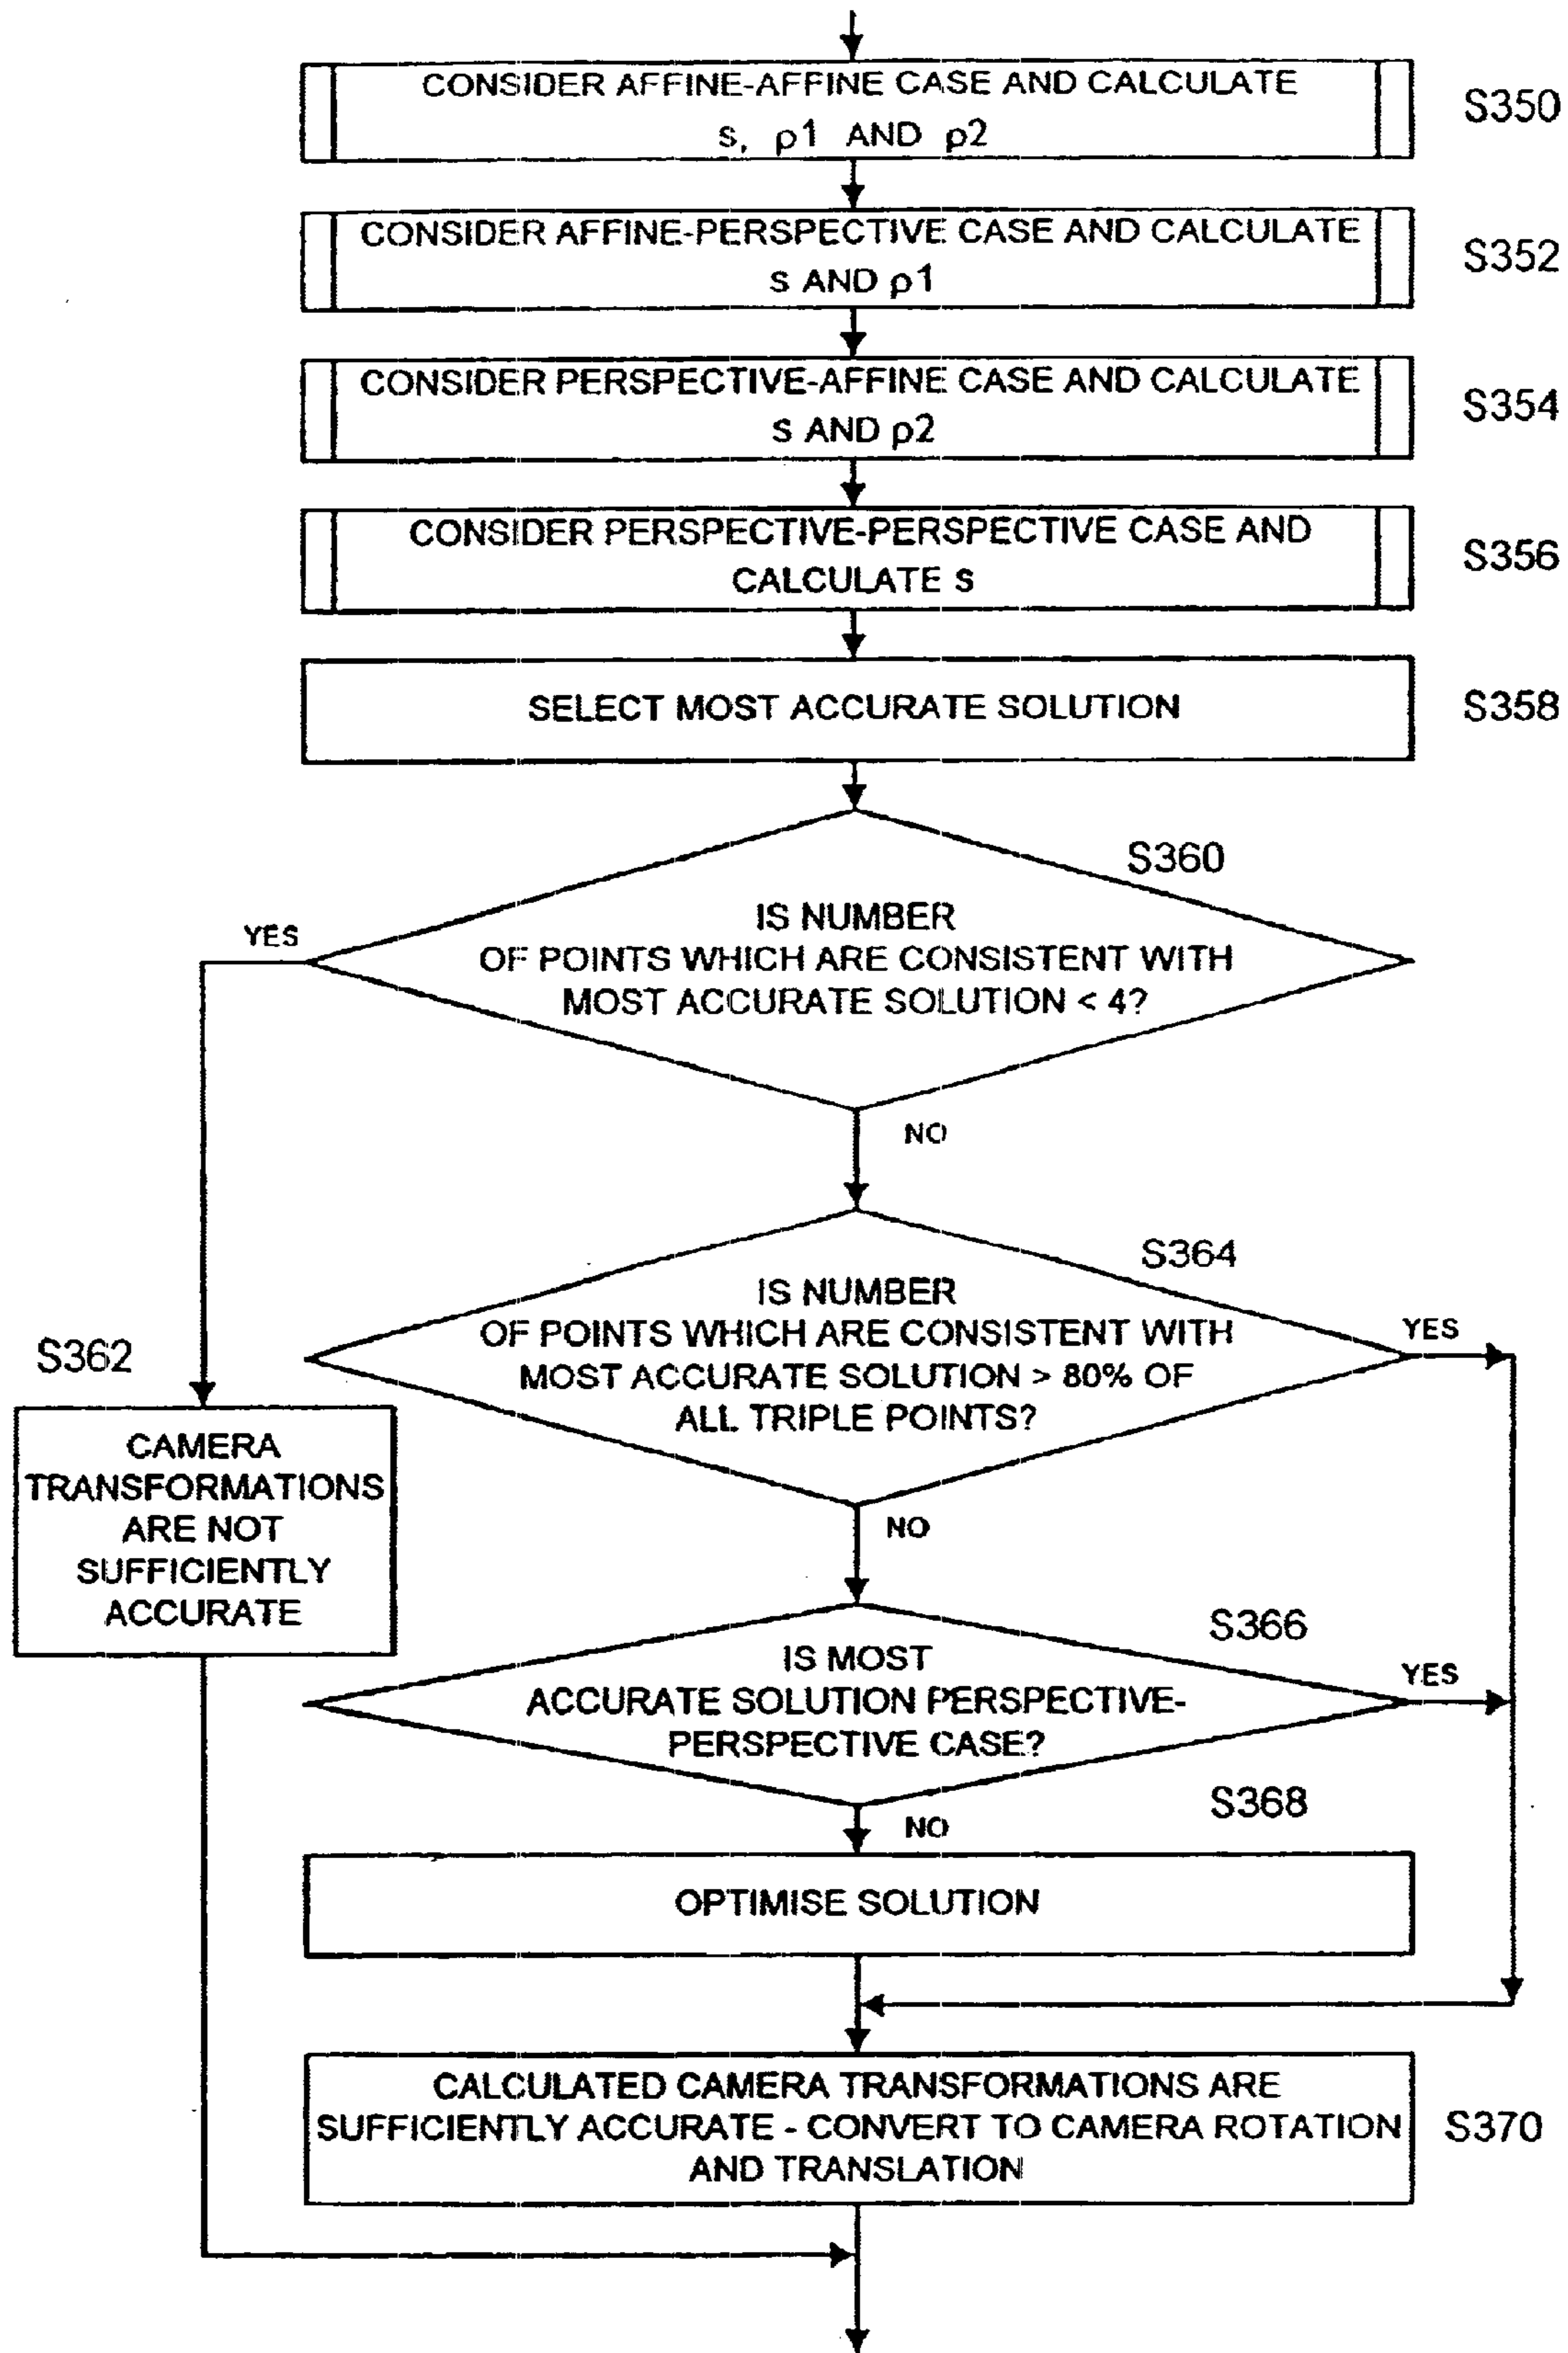 CONSIDER AFFINE-AFFINE CASE AND CALCULATE
s, ρ1 AND ρ2
S350
CONSIDER AFFINE-PERSPECTIVE CASE AND CALCULATE
s AND ρ1
S352
CONSIDER PERSPECTIVE-AFFINE CASE AND CALCULATE
s AND ρ2
S354
CONSIDER PERSPECTIVE-PERSPECTIVE CASE AND
CALCULATE s
S356
SELECT MOST ACCURATE SOLUTION
S358
S360
IS NUMBER
OF POINTS WHICH ARE CONSISTENT WITH
MOST ACCURATE SOLUTION < 4?
YES
NO
S364
IS NUMBER
OF POINTS WHICH ARE CONSISTENT WITH
MOST ACCURATE SOLUTION > 80% OF
ALL TRIPLE POINTS?
YES
NO
S362
CAMERA
TRANSFORMATIONS
ARE NOT
SUFFICIENTLY
ACCURATE
S366
IS MOST
ACCURATE SOLUTION PERSPECTIVE-
PERSPECTIVE CASE?
YES
NO
S368
OPTIMISE SOLUTION
CALCULATED CAMERA TRANSFORMATIONS ARE
SUFFICIENTLY ACCURATE - CONVERT TO CAMERA ROTATION
AND TRANSLATION
S370